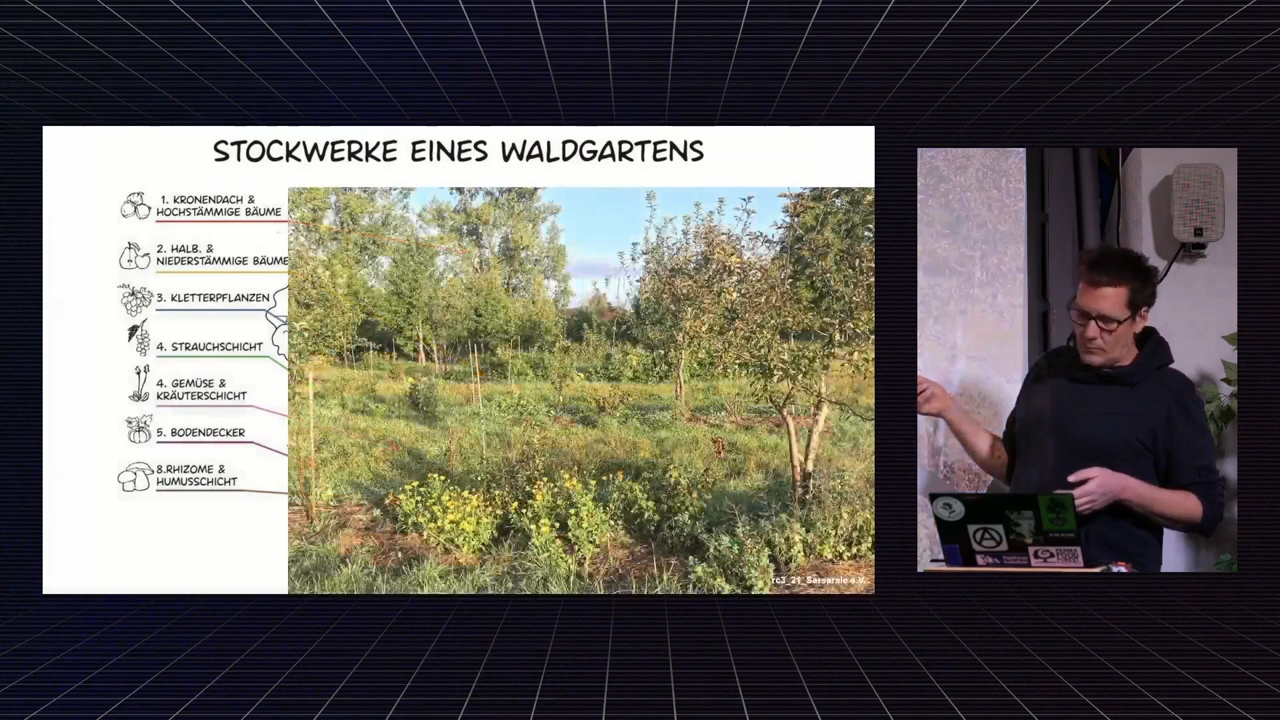 STOCKWERKE EINES WALDGARTENS
1. KRONENDACH &
HOCHSTÄMMIGE BÄUME
2. HALB. &
NIEDERSTÄMMIGE BÄUME
3. KLETTERPFLANZEN
4. STRAUCHSCHICHT
4. GEMÜSE &
KRÄUTERSCHICHT
5. BODENDECKER
8.RHIZOME &
HUMUSSCHICHT
rc3_21_Sarsarale e.V.